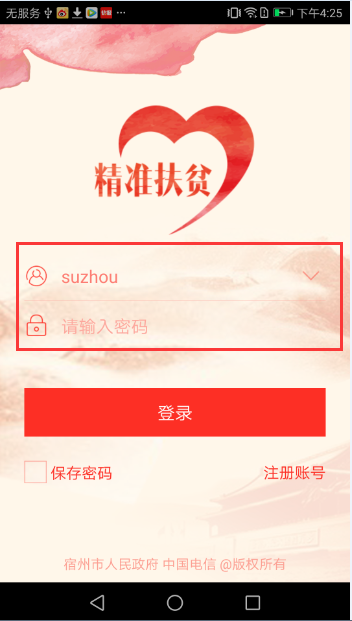 无服务 下午4:25
精准扶贫
suzhou
请输入密码
登录
保存密码 注册账号
宿州市人民政府 中国电信 @版权所有